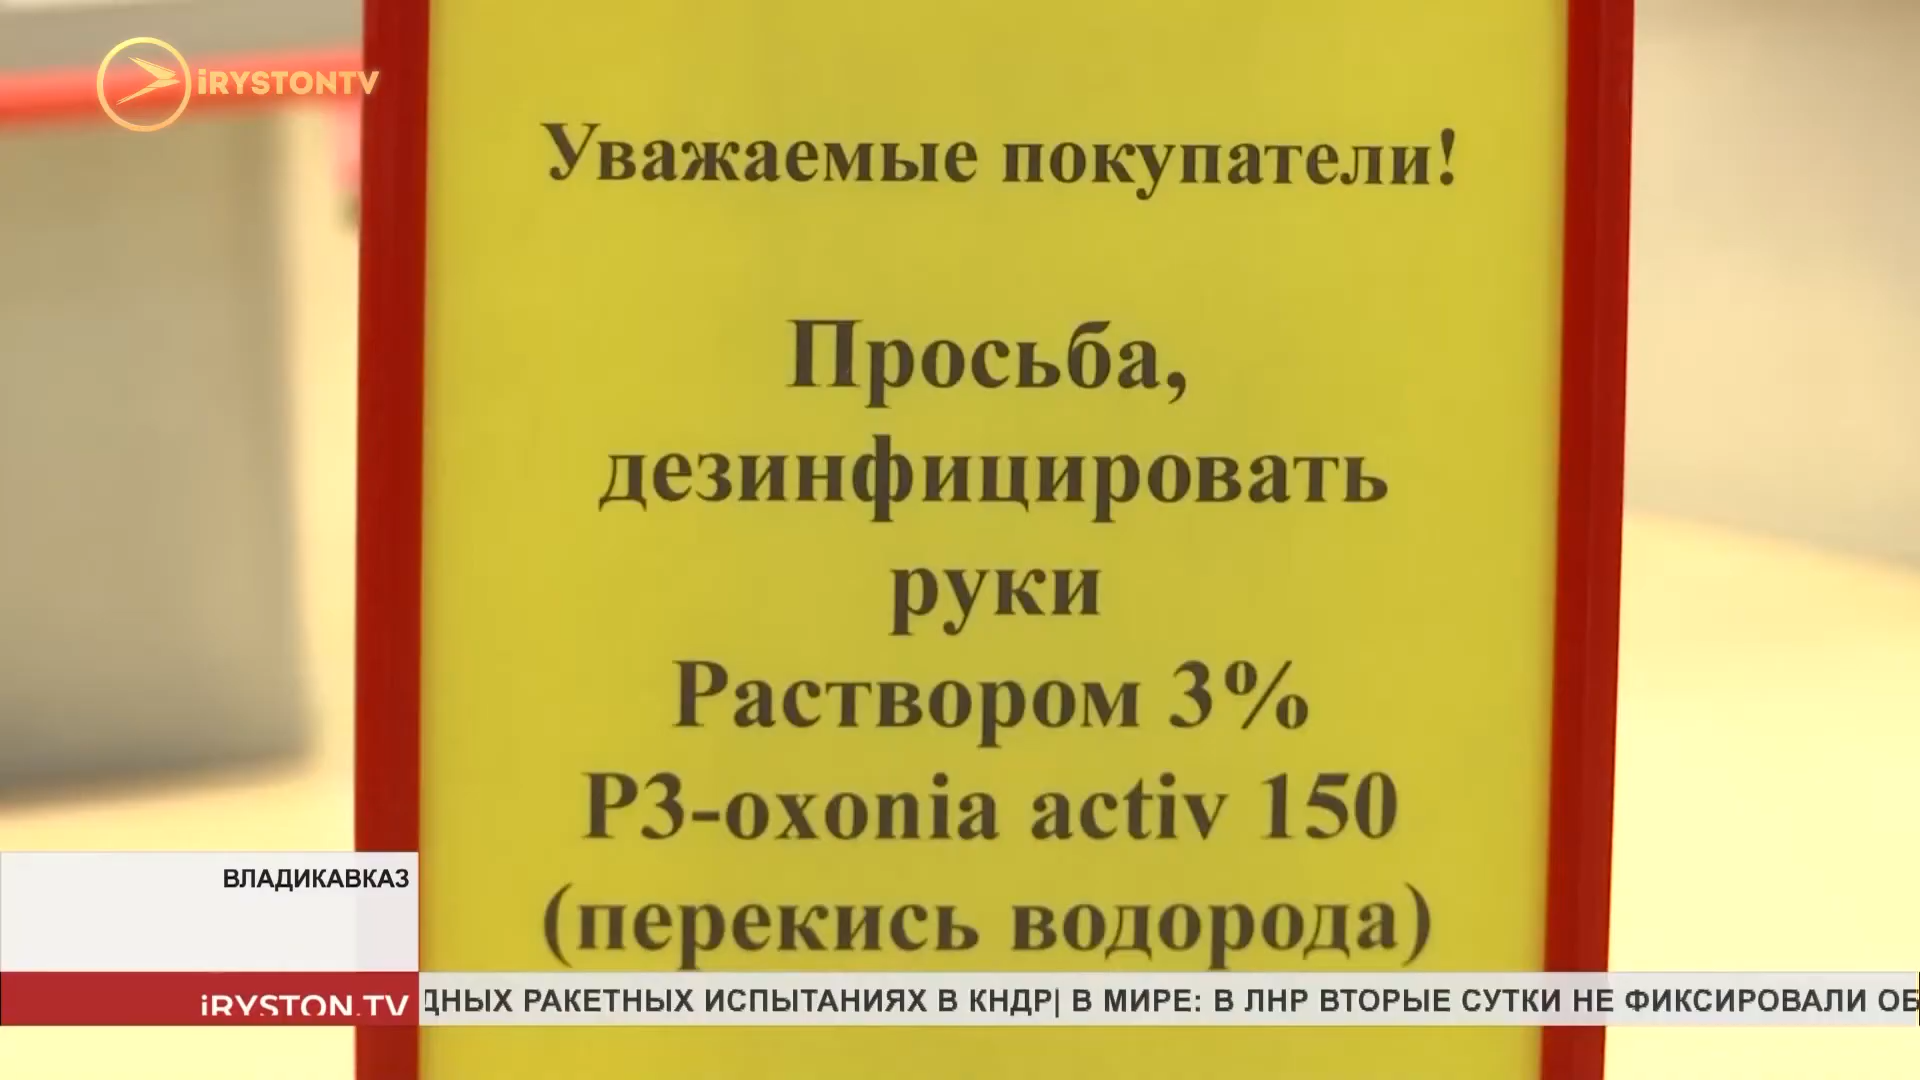 iRYSTONTV
Уважаемые покупатели!
Просьба,
дезинфицировать
руки
Раствором 3%
P3-oxonia activ 150
(перекись водорода)
ВЛАДИКАВКАЗ
iRYSTON.TV
РАКЕТНЫХ ИСПЫТАНИЯХ В КНДР| В МИРЕ: В ЛНР ВТОРЫЕ СУТКИ НЕ ФИКСИРОВАЛИ